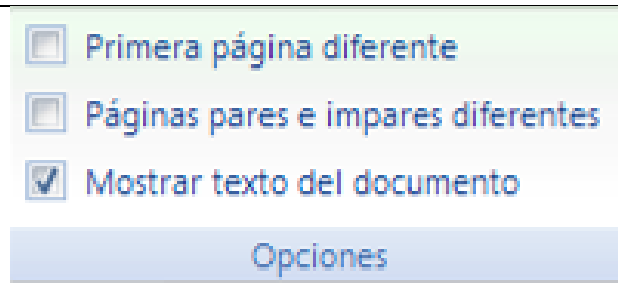 Primera página diferente
Páginas pares e impares diferentes
Mostrar texto del documento
Opciones